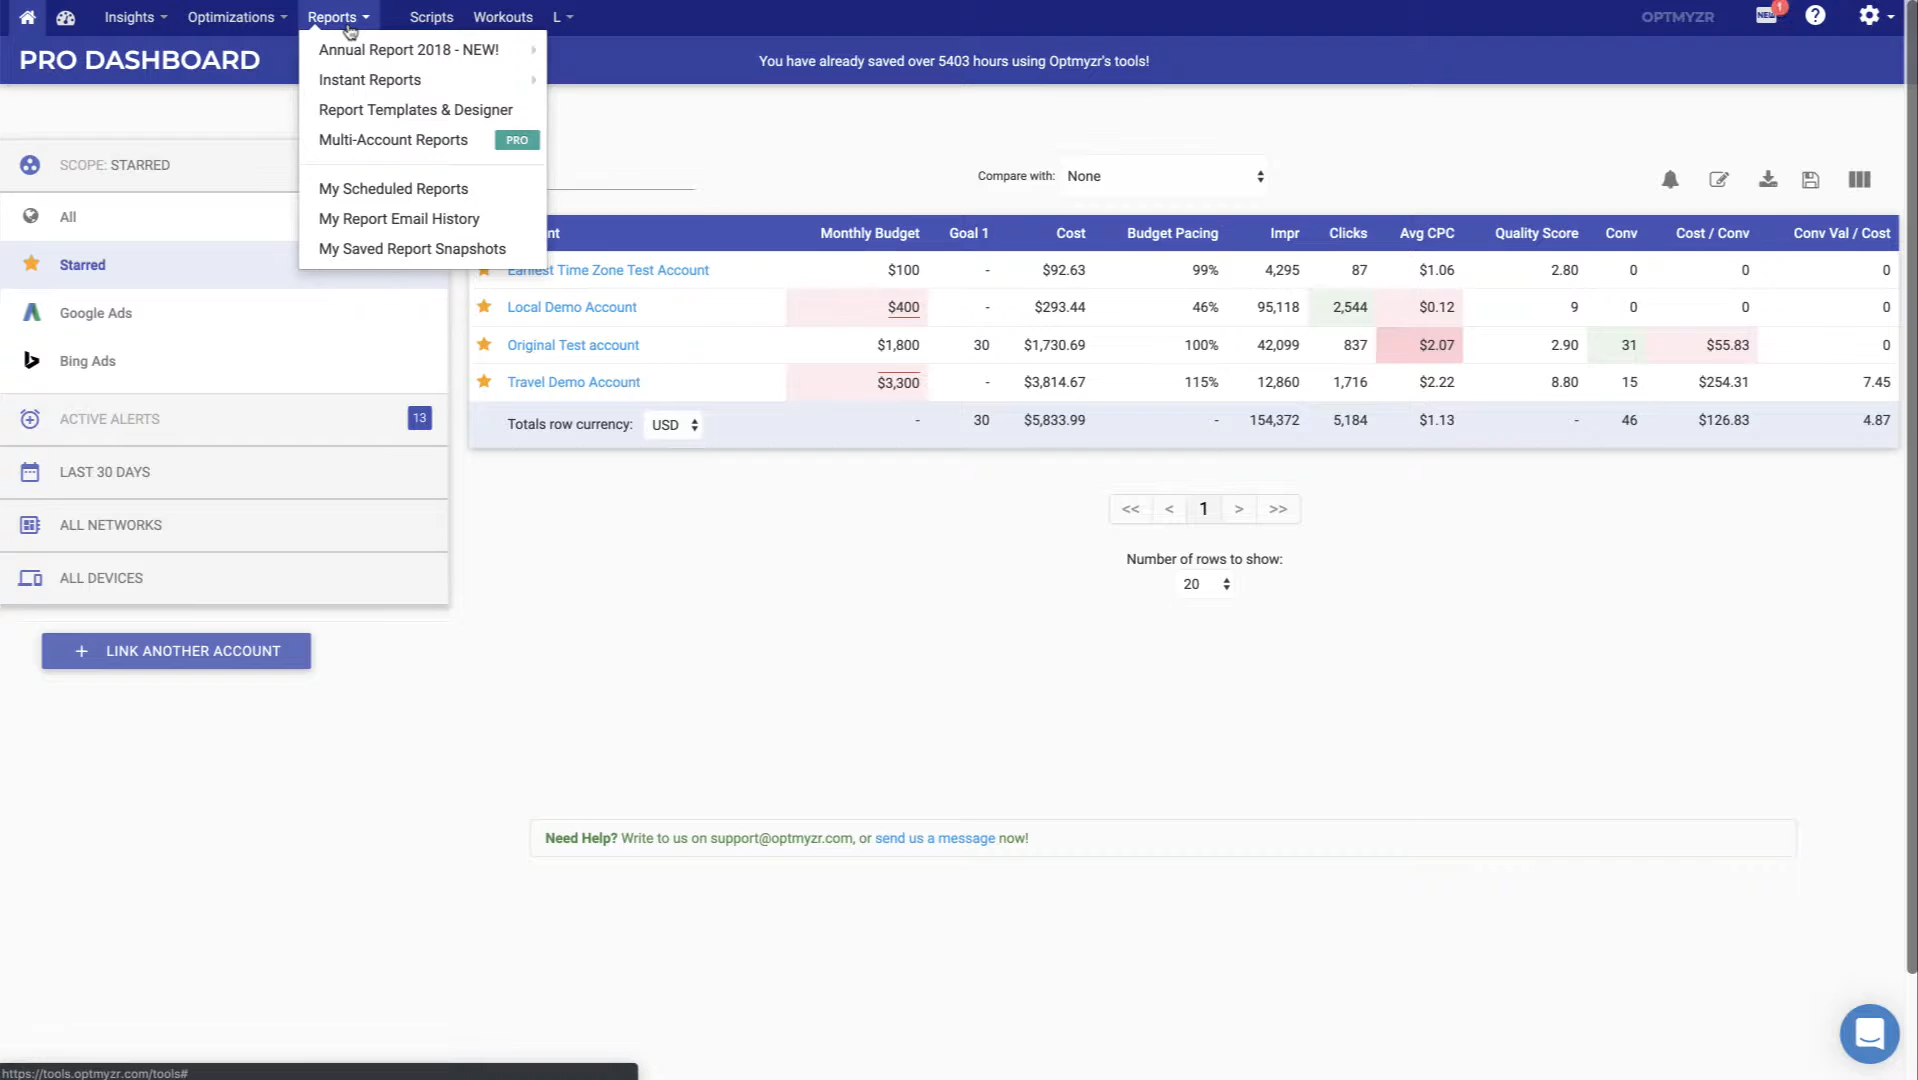 Insights Optimizations Reports Scripts Workouts L OPTMYZR NEW 1
PRO DASHBOARD
You have already saved over 5403 hours using Optmyzr's tools!
Annual Report 2018 - NEW!
Instant Reports
Report Templates & Designer
Multi-Account Reports PRO
My Scheduled Reports
My Report Email History
My Saved Report Snapshots
SCOPE: STARRED
All
Starred
Google Ads
Bing Ads
ACTIVE ALERTS 13
LAST 30 DAYS
ALL NETWORKS
ALL DEVICES
+ LINK ANOTHER ACCOUNT
Compare with: None
nt Monthly Budget Goal 1 Cost Budget Pacing Impr Clicks Avg CPC Quality Score Conv Cost / Conv Conv Val / Cost
Earliest Time Zone Test Account $100 - $92.63 99% 4,295 87 $1.06 2.80 0 0 0
Local Demo Account $400 - $293.44 46% 95,118 2,544 $0.12 9 0 0 0
Original Test account $1,800 30 $1,730.69 100% 42,099 837 $2.07 2.90 31 $55.83 0
Travel Demo Account $3,300 - $3,814.67 115% 12,860 1,716 $2.22 8.80 15 $254.31 7.45
Totals row currency: USD - 30 $5,833.99 - 154,372 5,184 $1.13 - 46 $126.83 4.87
<< < 1 > >>
Number of rows to show:
20
Need Help? Write to us on support@optmyzr.com, or send us a message now!
https://tools.optmyzr.com/tools#